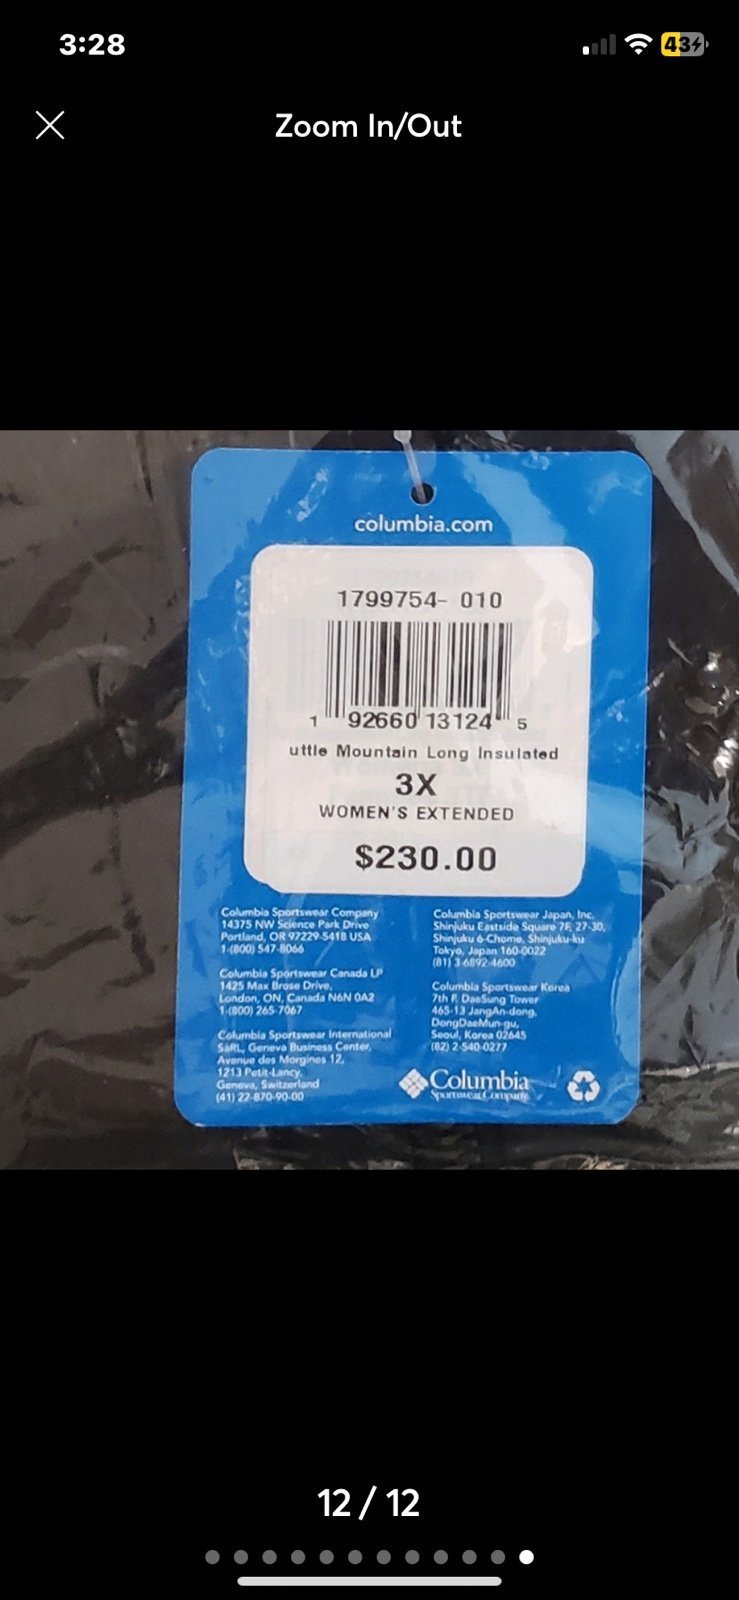 3:28
43
Zoom In/Out
columbia.com
1799754- 010
1 92660 13124 5
uttle Mountain Long Insulated
3X
WOMEN'S EXTENDED
$230.00
Columbia Sportswear Company
14375 NW Science Park Drive
Portland, OR 97229-5418 USA
1-(800) 547-8066
Columbia Sportswear Canada LP
1425 Max Brose Drive,
London, ON, Canada N6N 0A2
1-(800) 265-7067
Columbia Sportswear International
SáRL, Geneva Business Center,
Avenue des Morgines 12,
1213 Petit-Lancy,
Geneva, Switzerland
(41) 22-870-90-00
Columbia Sportswear Japan, Inc.
Shinjuku Eastside Square 7F, 27-30,
Shinjuku 6-Chome, Shinjuku-ku
Tokyo, Japan 160-0022
(81) 3-6892-4600
Columbia Sportswear Korea
7th F. DaeSung Tower
465-13 JangAn-dong,
DongDaeMun-gu,
Seoul, Korea 02645
(82) 2-540-0277
Columbia
Sportswear Company
12 / 12